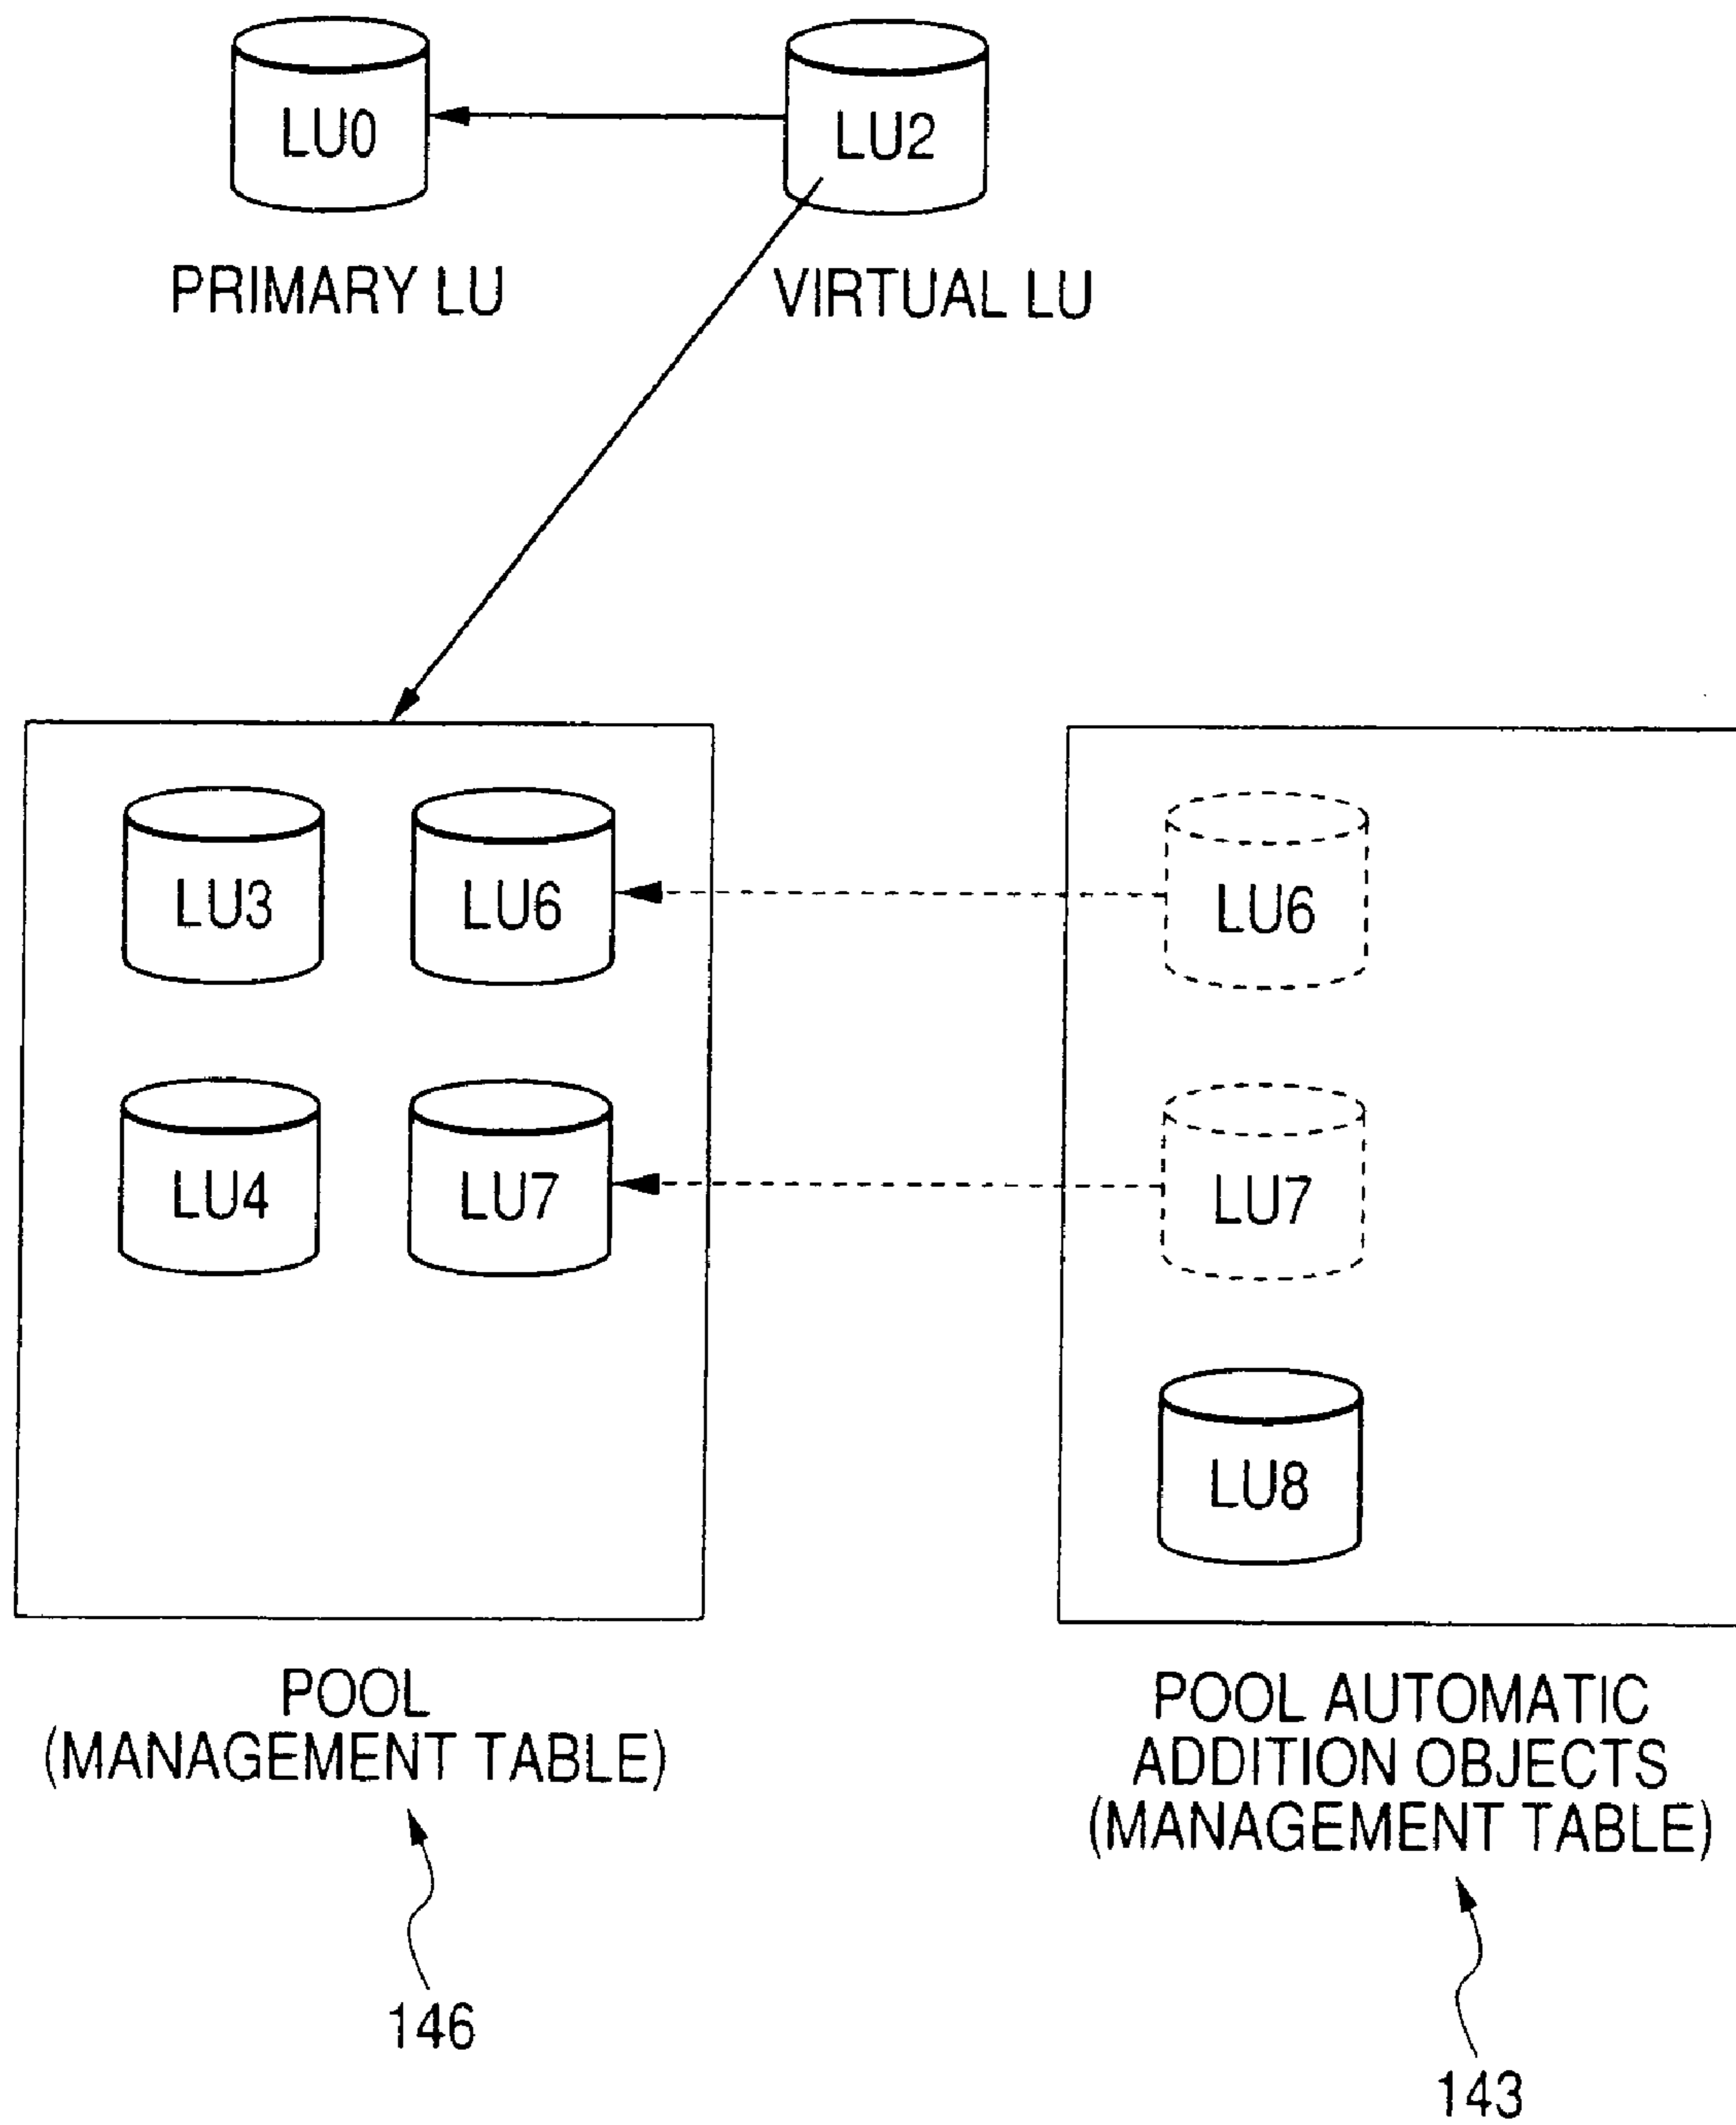 LU0
LU2
PRIMARY LU
VIRTUAL LU
LU3
LU6
LU6
LU4
LU7
LU7
LU8
POOL
(MANAGEMENT TABLE)
POOL AUTOMATIC
ADDITION OBJECTS
(MANAGEMENT TABLE)
146
143